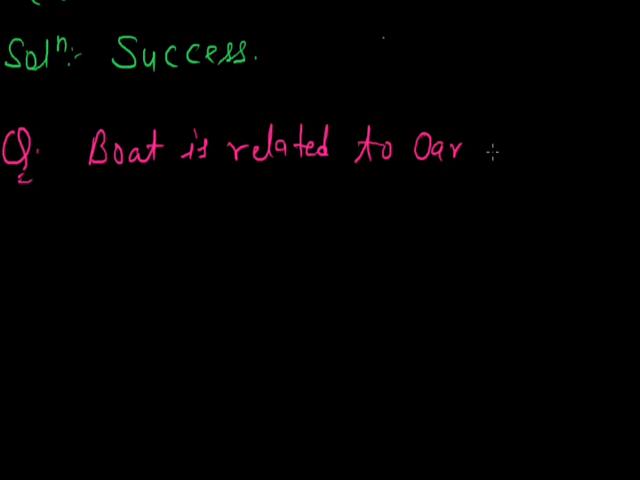 Solⁿ:- Success.
Q. Boat is related to Oar